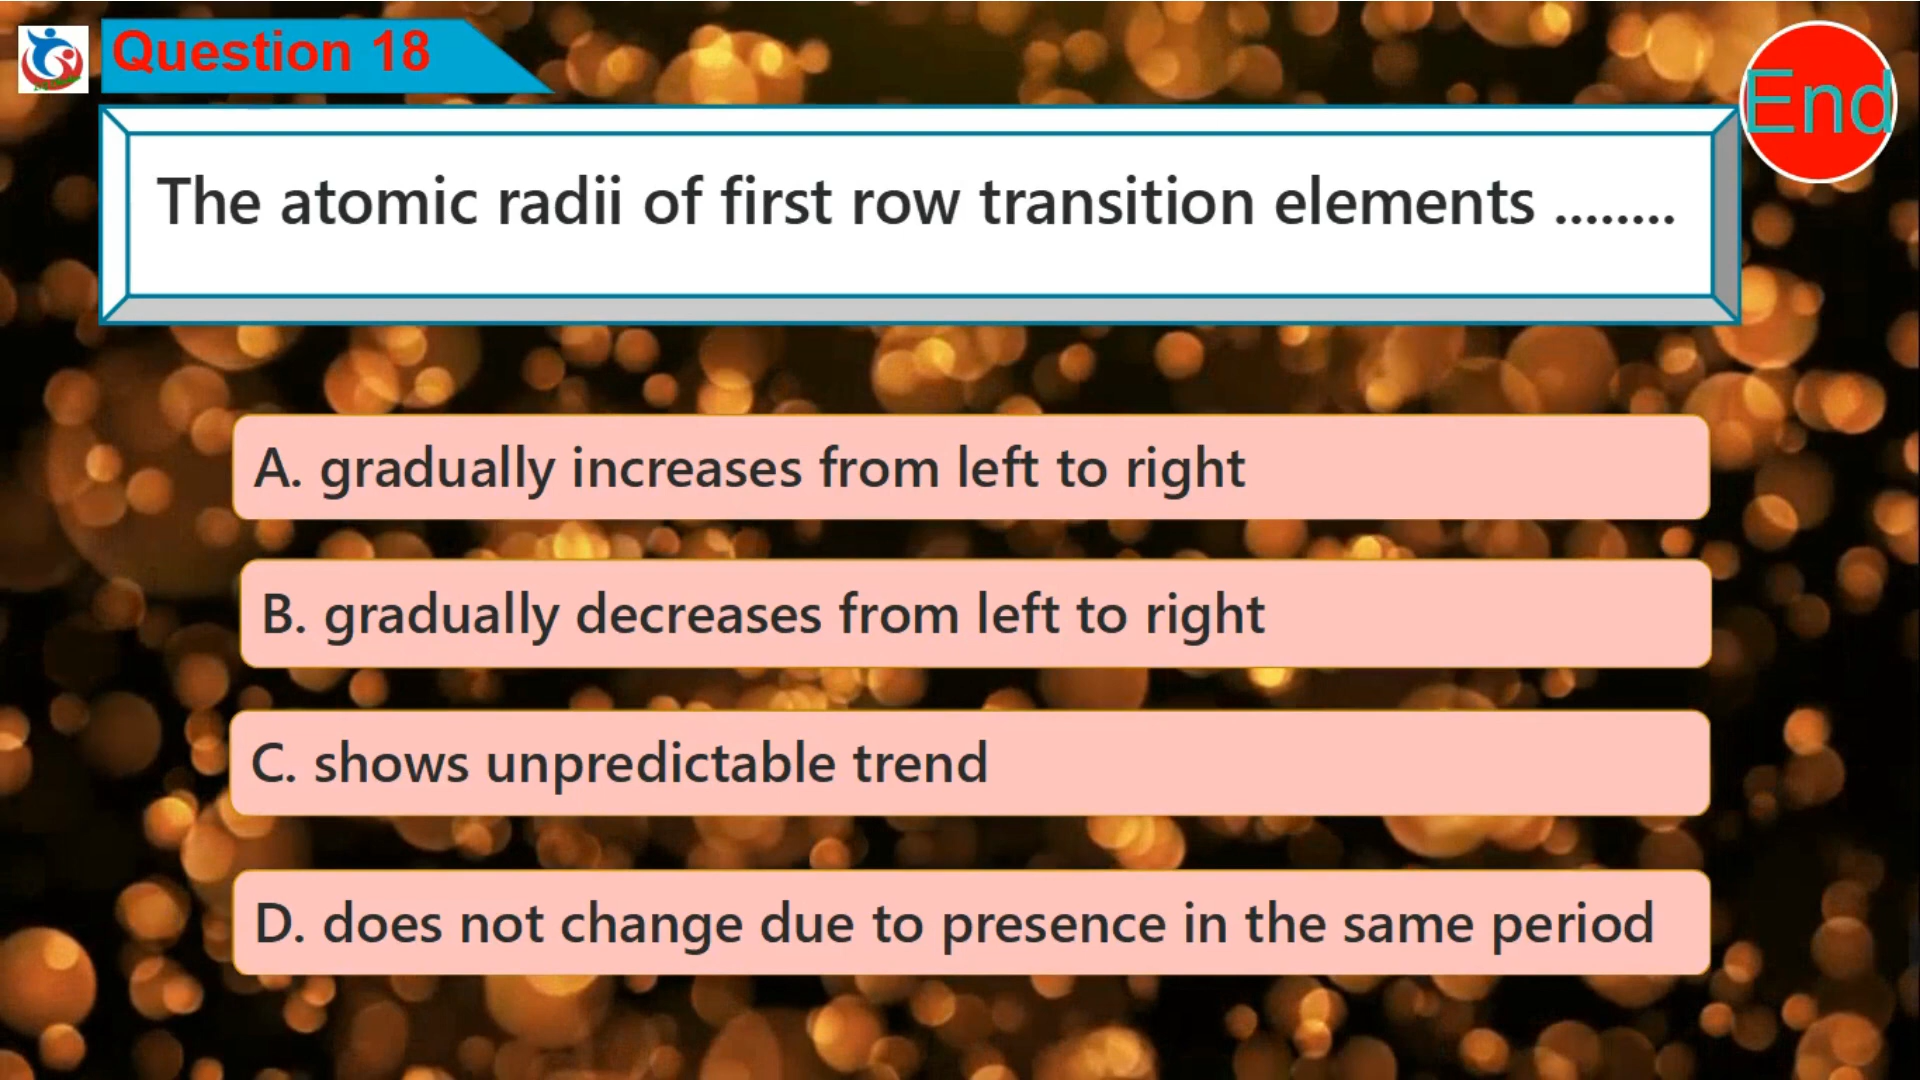 Question 18
End
The atomic radii of first row transition elements ........
A. gradually increases from left to right
B. gradually decreases from left to right
C. shows unpredictable trend
D. does not change due to presence in the same period